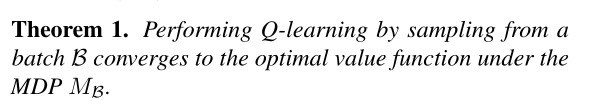 Theorem 1. Performing Q-learning by sampling from a
batch ℬ converges to the optimal value function under the
MDP M_ℬ.